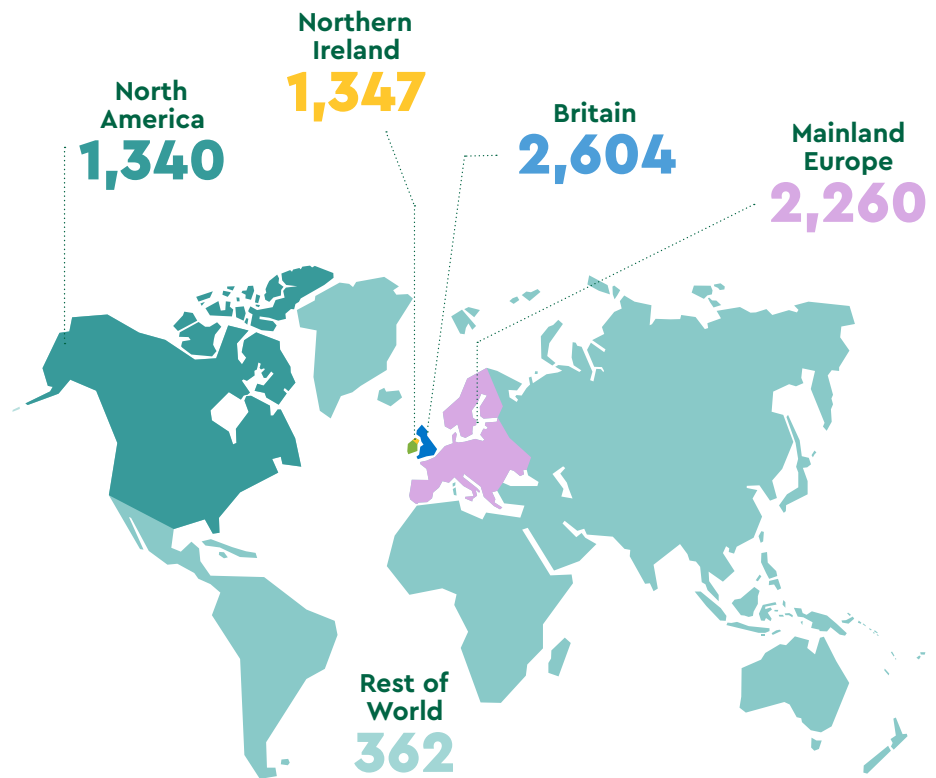 Northern
Ireland
1,347
North
America
1,340
Britain
2,604
Mainland
Europe
2,260
Rest of
World
362